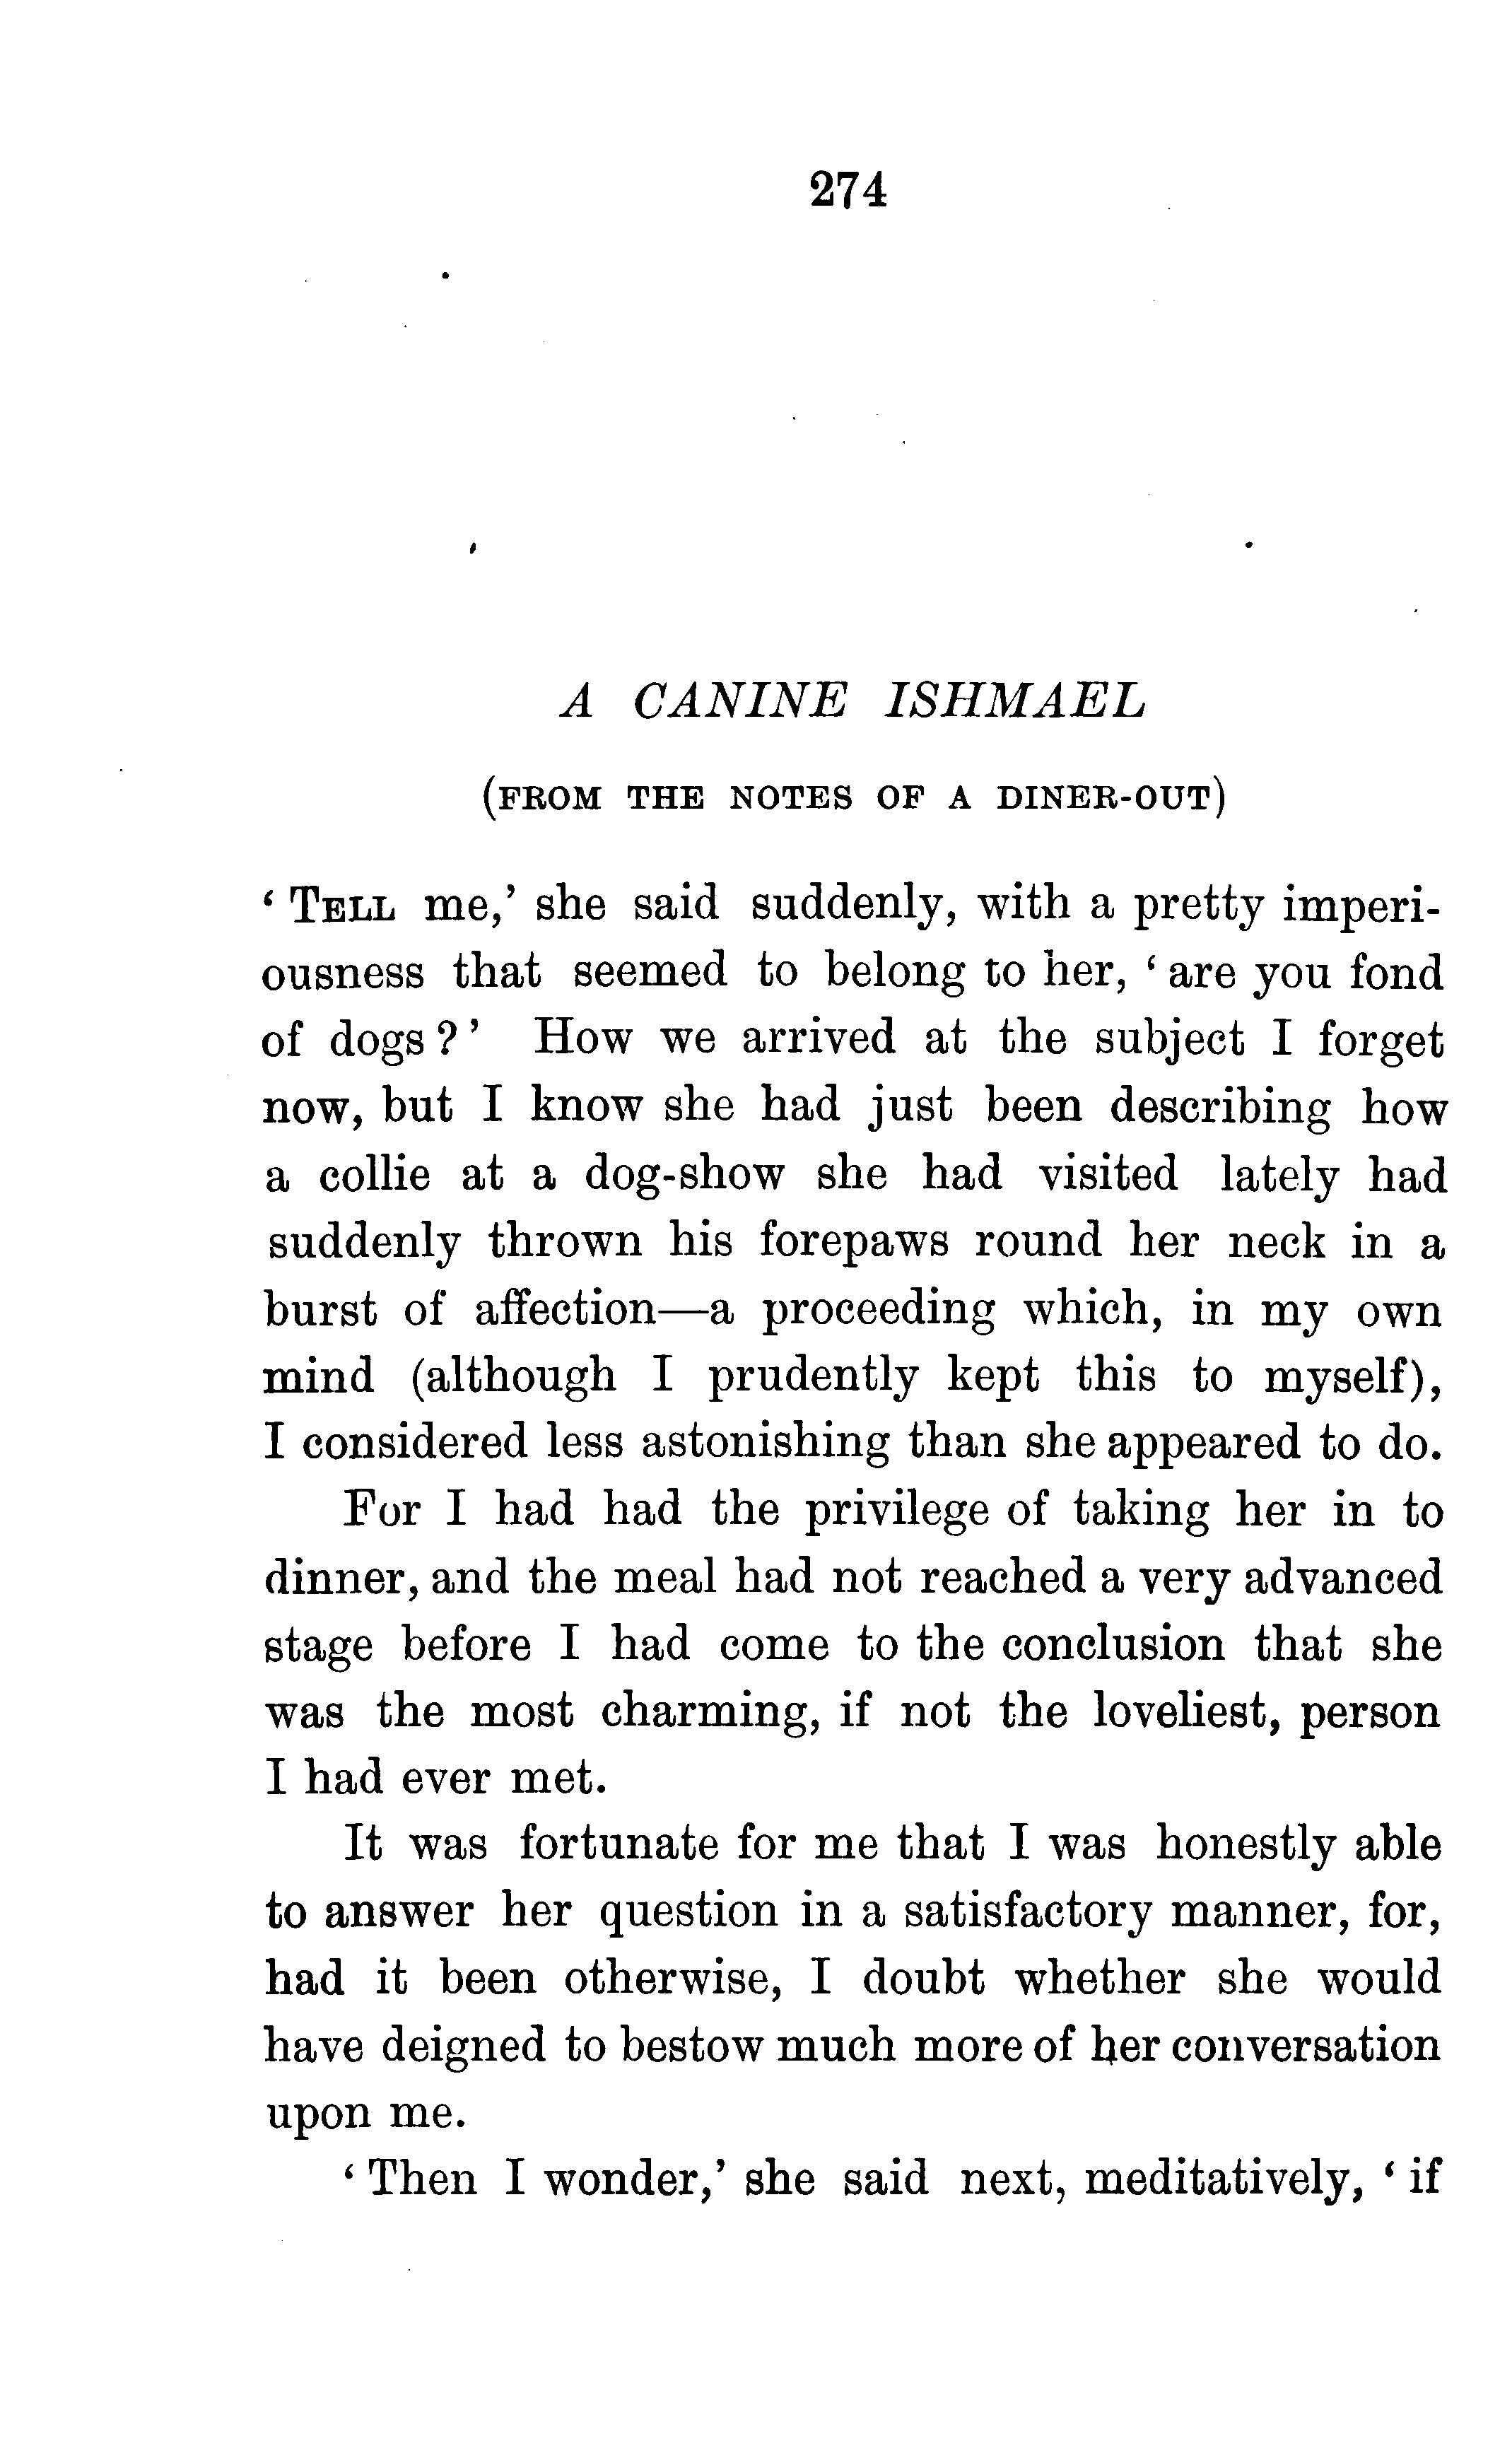 274
A CANINE ISHMAEL
(FROM THE NOTES OF A DINER-OUT)
‘ TELL me,’ she said suddenly, with a pretty imperi-
ousness that seemed to belong to her, ‘ are you fond
of dogs ? ’ How we arrived at the subject I forget
now, but I know she had just been describing how
a collie at a dog-show she had visited lately had
suddenly thrown his forepaws round her neck in a
burst of affection—a proceeding which, in my own
mind (although I prudently kept this to myself),
I considered less astonishing than she appeared to do.
For I had had the privilege of taking her in to
dinner, and the meal had not reached a very advanced
stage before I had come to the conclusion that she
was the most charming, if not the loveliest, person
I had ever met.
It was fortunate for me that I was honestly able
to answer her question in a satisfactory manner, for,
had it been otherwise, I doubt whether she would
have deigned to bestow much more of her conversation
upon me.
‘ Then I wonder,’ she said next, meditatively, ‘ if